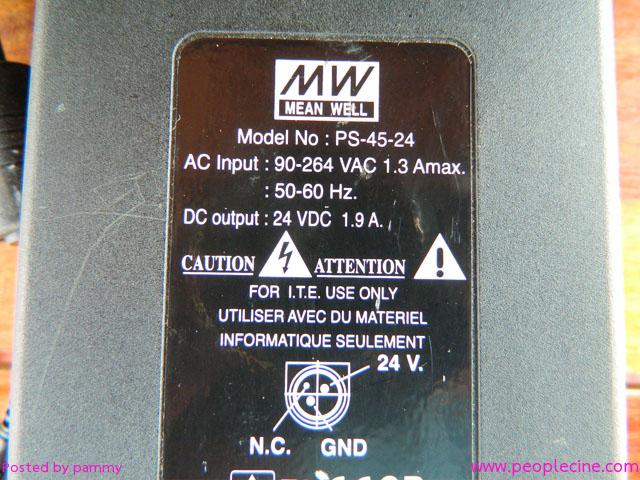 MW
MEAN WELL
Model No : PS-45-24
AC Input : 90-264 VAC 1.3 Amax.
: 50-60 Hz.
DC output : 24 VDC 1.9 A.
CAUTION ATTENTION !
FOR I.T.E. USE ONLY
UTILISER AVEC DU MATERIEL
INFORMATIQUE SEULEMENT
24 V.
N.C. GND
Posted by pammy
www.peoplecine.com